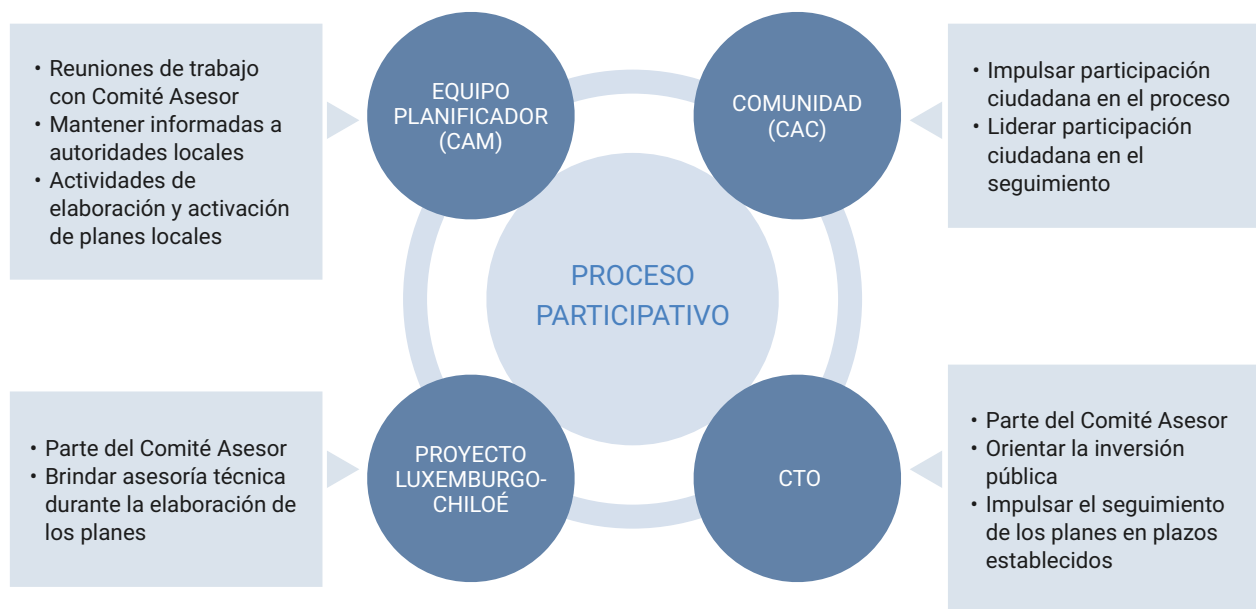 • Reuniones de trabajo
con Comité Asesor
• Mantener informadas a
autoridades locales
• Actividades de
elaboración y activación
de planes locales
EQUIPO
PLANIFICADOR
(CAM)
COMUNIDAD
(CAC)
• Impulsar participación
ciudadana en el proceso
• Liderar participación
ciudadana en el
seguimiento
PROCESO
PARTICIPATIVO
• Parte del Comité Asesor
• Brindar asesoría técnica
durante la elaboración de
los planes
PROYECTO
LUXEMBURGO-
CHILOÉ
CTO
• Parte del Comité Asesor
• Orientar la inversión
pública
• Impulsar el seguimiento
de los planes en plazos
establecidos